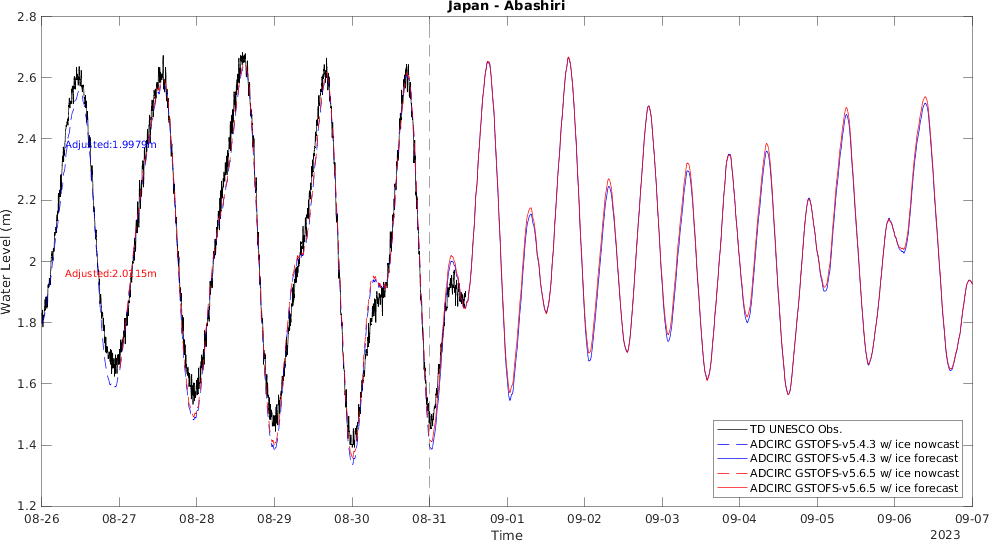 Japan - Abashiri
Water Level (m)
2.8
2.6
2.4
2.2
2
1.8
1.6
1.4
1.2
Adjusted:1.9979m
Adjusted:2.0115m
TD UNESCO Obs.
ADCIRC GSTOFS-v5.4.3 w/ ice nowcast
ADCIRC GSTOFS-v5.4.3 w/ ice forecast
ADCIRC GSTOFS-v5.6.5 w/ ice nowcast
ADCIRC GSTOFS-v5.6.5 w/ ice forecast
08-26 08-27 08-28 08-29 08-30 08-31 09-01 09-02 09-03 09-04 09-05 09-06 09-07
Time
2023